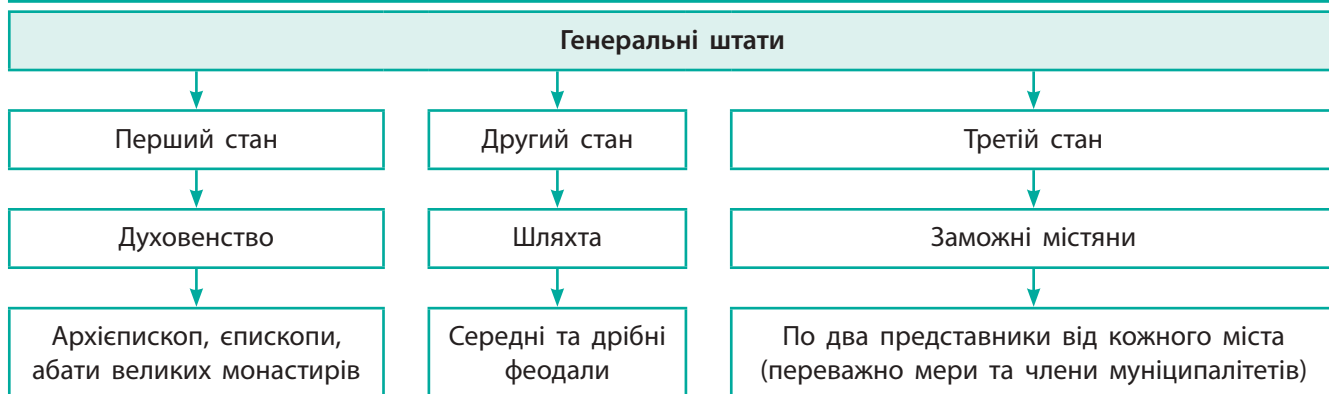 Генеральні штати
Перший стан
Другий стан
Третій стан
Духовенство
Шляхта
Заможні містяни
Архієпископ, єпископи,
абати великих монастирів
Середні та дрібні
феодали
По два представники від кожного міста
(переважно мери та члени муніципалітетів)